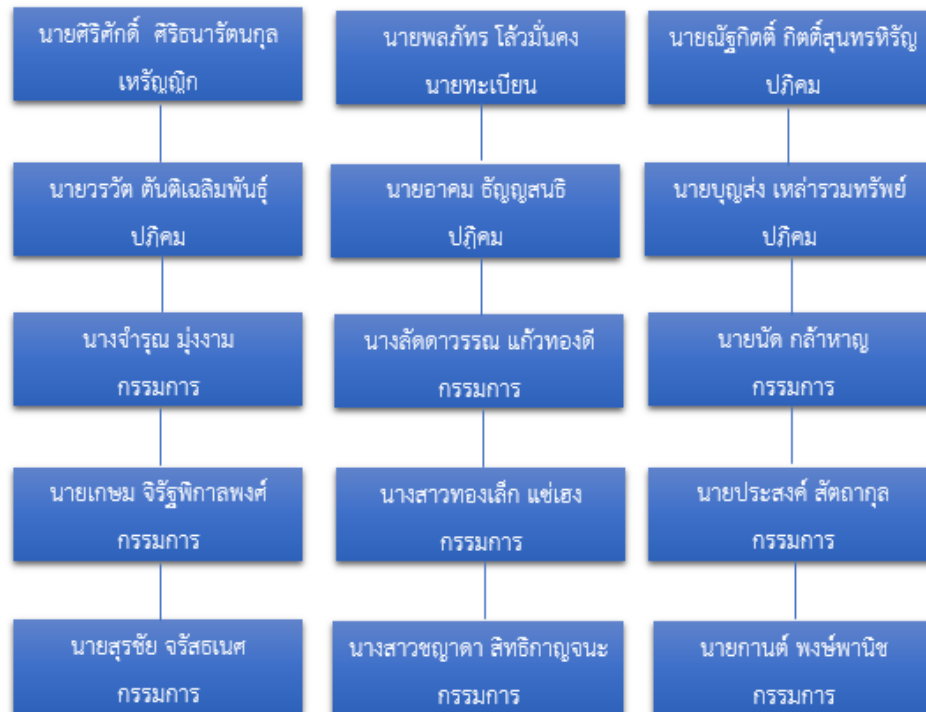 นายศิริศักดิ์ ศิริธนารัตนกุล
เหรัญญิก
นายพลภัทร โล้วมั่นคง
นายทะเบียน
นายณัฐกิตติ์ กิตติ์สุนทรหิรัญ
ปฏิคม
นายวรวัต ตันติเฉลิมพันธุ์
ปฏิคม
นายอาคม ธัญญสนธิ
ปฏิคม
นายบุญส่ง เหล่ารวมทรัพย์
ปฏิคม
นางจำรุณ มุ่งงาม
กรรมการ
นางลัดดาวรรณ แก้วทองดี
กรรมการ
นายนัด กล้าหาญ
กรรมการ
นายเกษม จิรัฐพิกาลพงศ์
กรรมการ
นางสาวทองเล็ก แซ่เฮง
กรรมการ
นายประสงค์ สัตถากุล
กรรมการ
นายสุรชัย จรัสธเนศ
กรรมการ
นางสาวชญาดา สิทธิกาญจนะ
กรรมการ
นายกานต์ พงษ์พานิช
กรรมการ